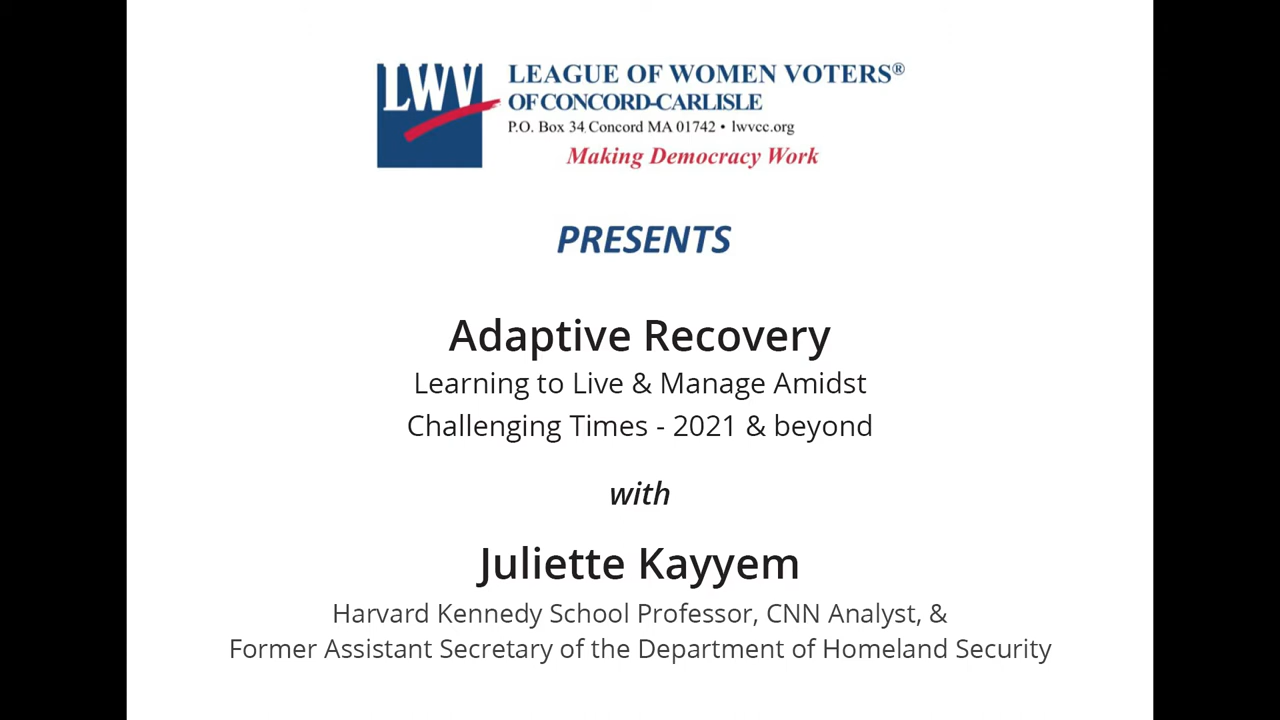 LWV
LEAGUE OF WOMEN VOTERS®
OF CONCORD-CARLISLE
P.O. Box 34 Concord MA 01742 • lwvcc.org
Making Democracy Work
PRESENTS
Adaptive Recovery
Learning to Live & Manage Amidst
Challenging Times - 2021 & beyond
with
Juliette Kayyem
Harvard Kennedy School Professor, CNN Analyst, &
Former Assistant Secretary of the Department of Homeland Security